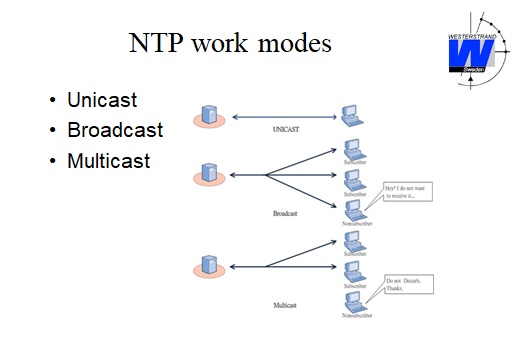 NTP work modes
WESTERSTRAND
W
Sweden
• Unicast
• Broadcast
• Multicast
UNICAST
Subscriber
Subscriber
Hey! I do not want
to receive it...
Nonsubscriber
Broadcast
Subscriber
Subscriber
Do not Disturb,
Thanks.
Nonsubscriber
Multicast